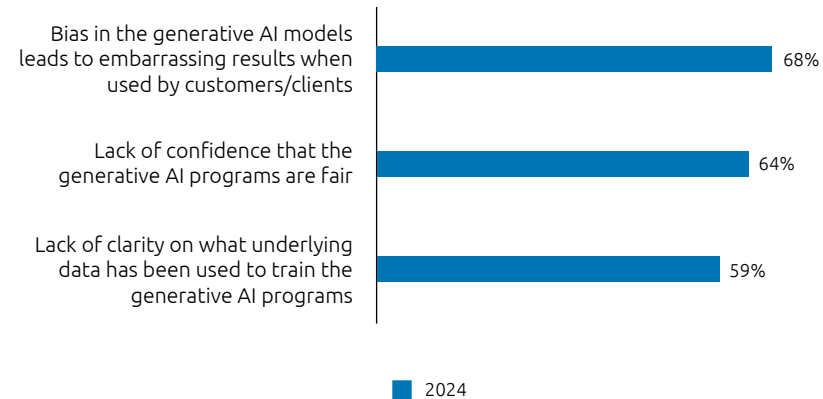 Bias in the generative AI models
leads to embarrassing results when
used by customers/clients
68%
Lack of confidence that the
generative AI programs are fair
64%
Lack of clarity on what underlying
data has been used to train the
generative AI programs
59%
2024